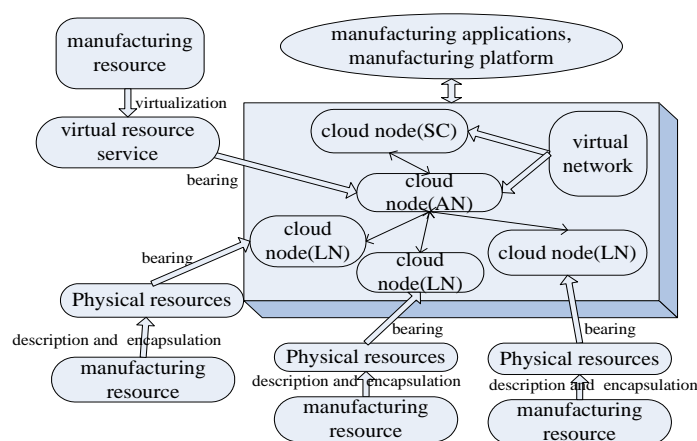 manufacturing
resource
manufacturing applications,
manufacturing platform
virtualization
virtual resource
service
cloud node(SC)
virtual
network
bearing
cloud
node(AN)
cloud
node(LN)
cloud node(LN)
cloud
node(LN)
bearing
Physical resources
bearing
bearing
description and encapsulation
Physical resources
Physical resources
manufacturing
resource
description and encapsulation
description and encapsulation
manufacturing
resource
manufacturing
resource